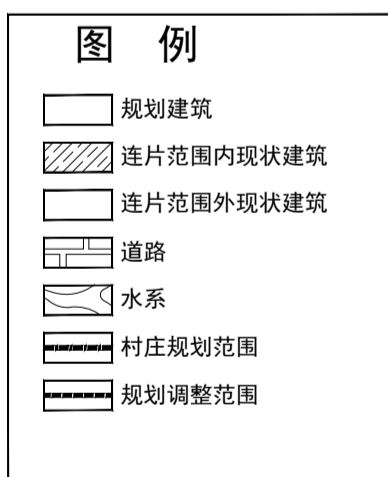 图 例
规划建筑
连片范围内现状建筑
连片范围外现状建筑
道路
水系
村庄规划范围
规划调整范围